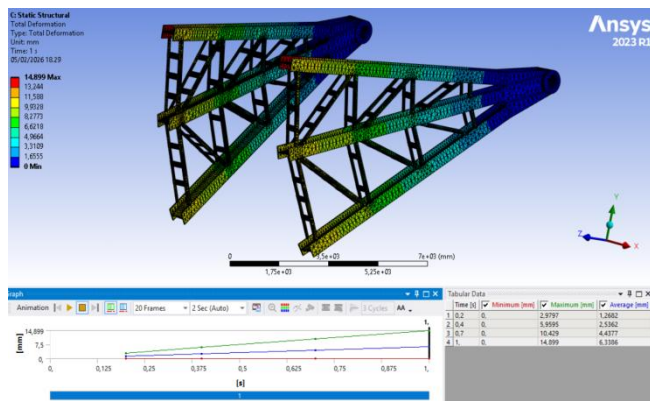 C: Static Structural
Total Deformation
Type: Total Deformation
Unit: mm
Time: 1 s
05/02/2026 18:29
14,899 Max
13,244
11,588
9,9328
8,2773
6,6218
4,9664
3,3109
1,6555
0 Min
Ansys
2023 R1
Y
Z
X
0
3,5e+03
7e+03 (mm)
1,75e+03
5,25e+03
Graph
Animation
20 Frames
2 Sec (Auto)
3 Cycles
AA
1,
14,899
7,5
0,
[mm]
0,
0,125
0,25
0,375
0,5
0,625
0,75
0,875
1,
[s]
1
Tabular Data
Time [s] Minimum [mm] Maximum [mm] Average [mm]
1 0,2 0, 2,9797 1,2682
2 0,4 0, 5,9595 2,5362
3 0,7 0, 10,429 4,4377
4 1, 0, 14,899 6,3386